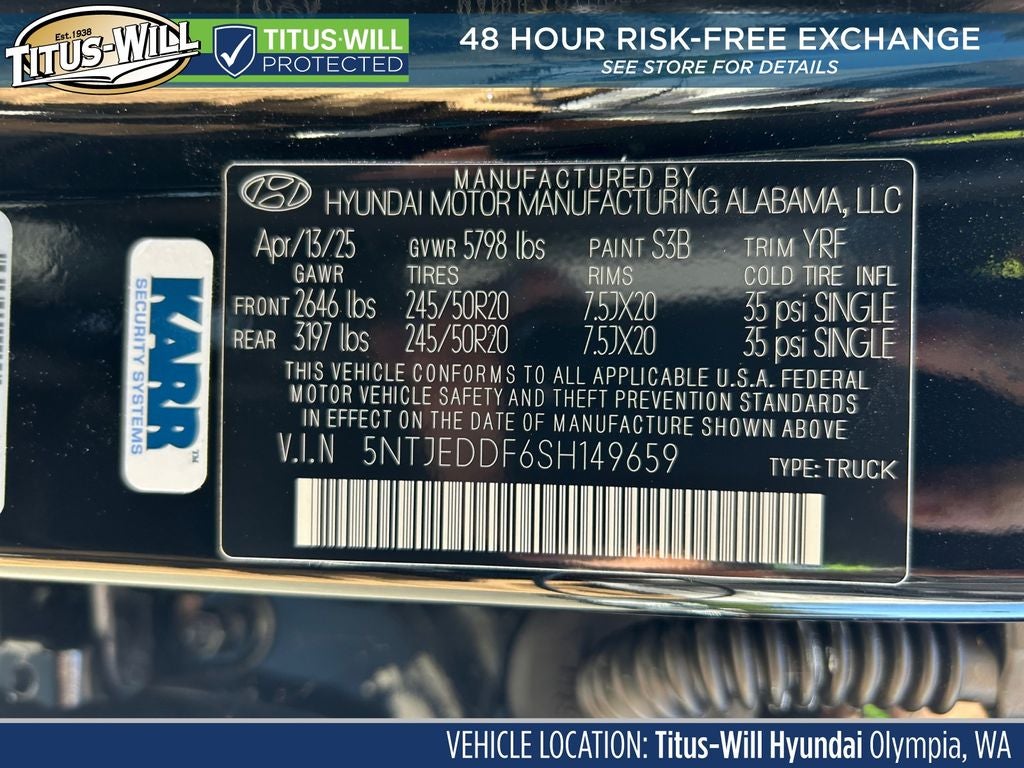 Est. 1938
TITUS-WILL
TITUS-WILL
PROTECTED
48 HOUR RISK-FREE EXCHANGE
SEE STORE FOR DETAILS
MANUFACTURED BY
HYUNDAI MOTOR MANUFACTURING ALABAMA, LLC
Apr/13/25 GVWR 5798 lbs PAINT S3B TRIM YRF
GAWR TIRES RIMS COLD TIRE INFL
FRONT 2646 lbs 245/50R20 7.5JX20 35 psi SINGLE
REAR 3197 lbs 245/50R20 7.5JX20 35 psi SINGLE
THIS VEHICLE CONFORMS TO ALL APPLICABLE U.S.A. FEDERAL
MOTOR VEHICLE SAFETY AND THEFT PREVENTION STANDARDS
IN EFFECT ON THE DATE OF MANUFACTURE SHOWN ABOVE
V.I.N 5NTJEDDF6SH149659 TYPE: TRUCK
KARR™
SECURITY SYSTEMS
VEHICLE LOCATION: Titus-Will Hyundai Olympia, WA